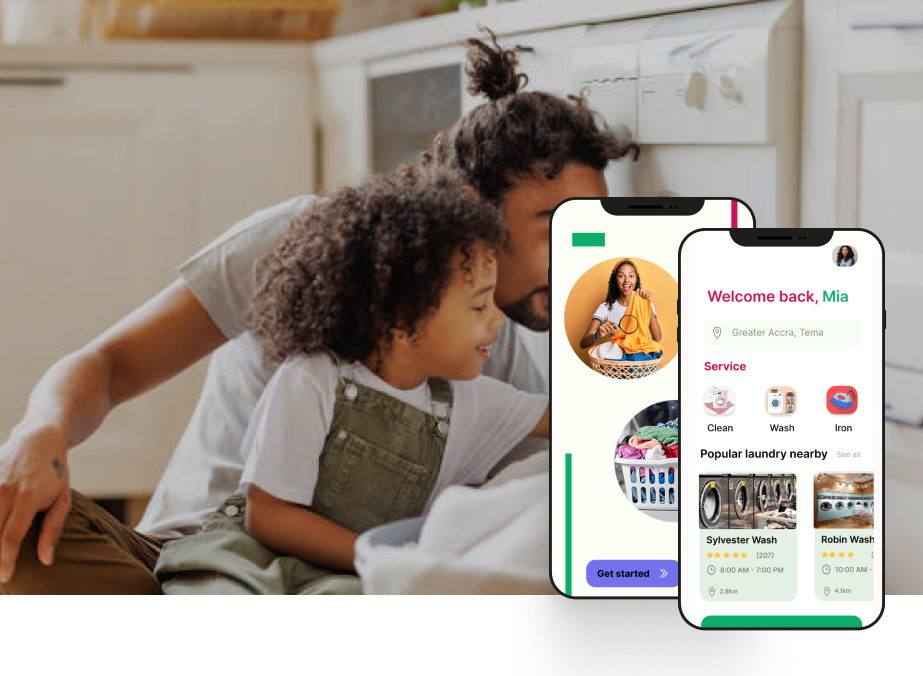 Get started
Welcome back, Mia
Greater Accra, Tema
Service
Clean
Wash
Iron
Popular laundry nearby
See all
Sylvester Wash
(207)
8:00 AM - 7:00 PM
2.8km
Robin Wash
(
10:00 AM -
4.1km